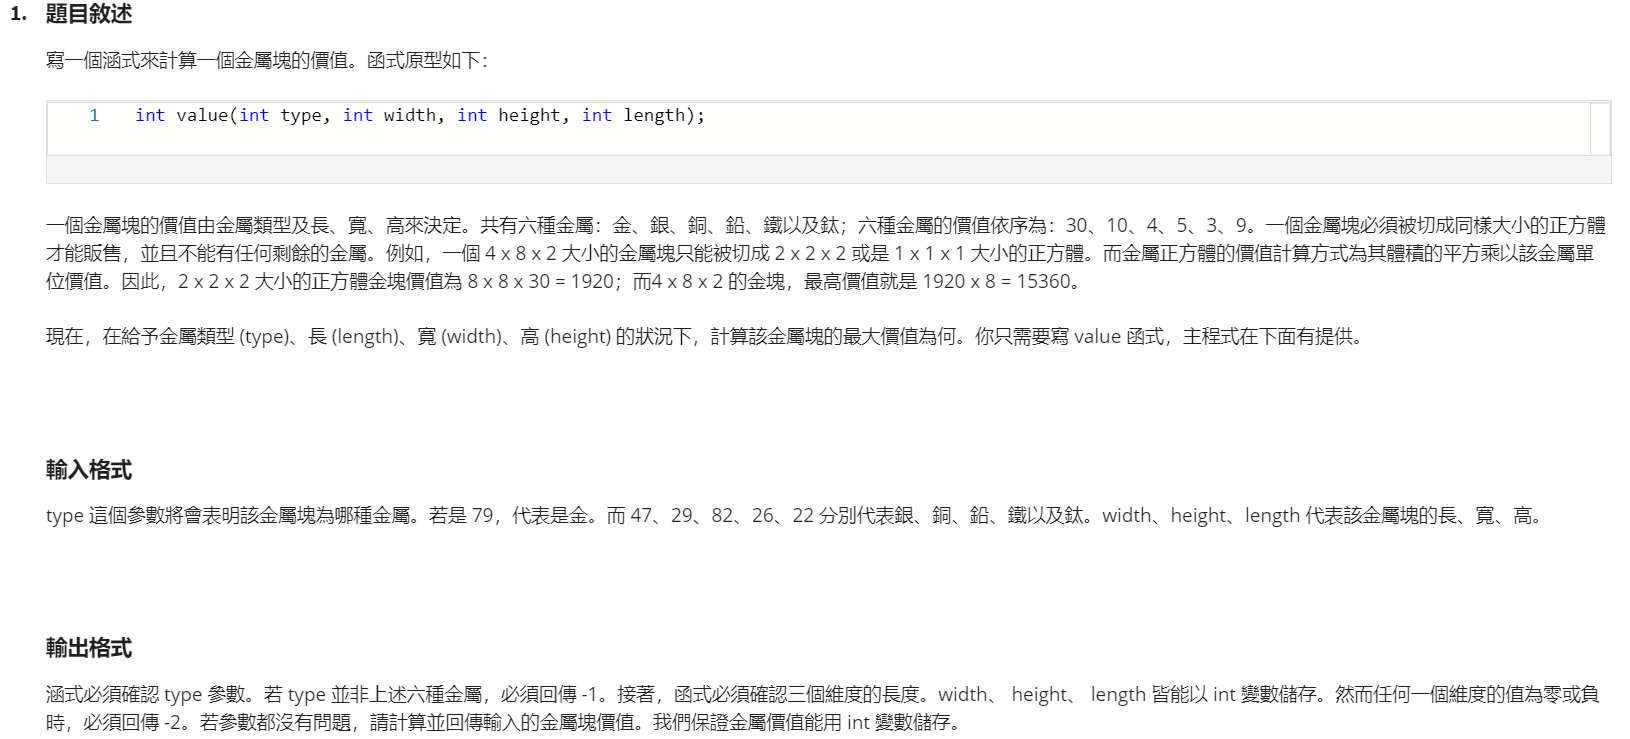 1. 題目敘述
寫一個涵式來計算一個金屬塊的價值。函式原型如下：
1 int value(int type, int width, int height, int length);
一個金屬塊的價值由金屬類型及長、寬、高來決定。共有六種金屬：金、銀、銅、鉛、鐵以及鈦；六種金屬的價值依序為：30、10、4、5、3、9。一個金屬塊必須被切成同樣大小的正方體
才能販售，並且不能有任何剩餘的金屬。例如，一個 4 x 8 x 2 大小的金屬塊只能被切成 2 x 2 x 2 或是 1 x 1 x 1 大小的正方體。而金屬正方體的價值計算方式為其體積的平方乘以該金屬單
位價值。因此，2 x 2 x 2 大小的正方體金塊價值為 8 x 8 x 30 = 1920；而4 x 8 x 2 的金塊，最高價值就是 1920 x 8 = 15360。
現在，在給予金屬類型 (type)、長 (length)、寬 (width)、高 (height) 的狀況下，計算該金屬塊的最大價值為何。你只需要寫 value 函式，主程式在下面有提供。
輸入格式
type 這個參數將會表明該金屬塊為哪種金屬。若是 79，代表是金。而 47、29、82、26、22 分別代表銀、銅、鉛、鐵以及鈦。width、height、length 代表該金屬塊的長、寬、高。
輸出格式
涵式必須確認 type 參數。若 type 並非上述六種金屬，必須回傳 -1。接著，函式必須確認三個維度的長度。width、 height、 length 皆能以 int 變數儲存。然而任何一個維度的值為零或負
時，必須回傳 -2。若參數都沒有問題，請計算並回傳輸入的金屬塊價值。我們保證金屬價值能用 int 變數儲存。